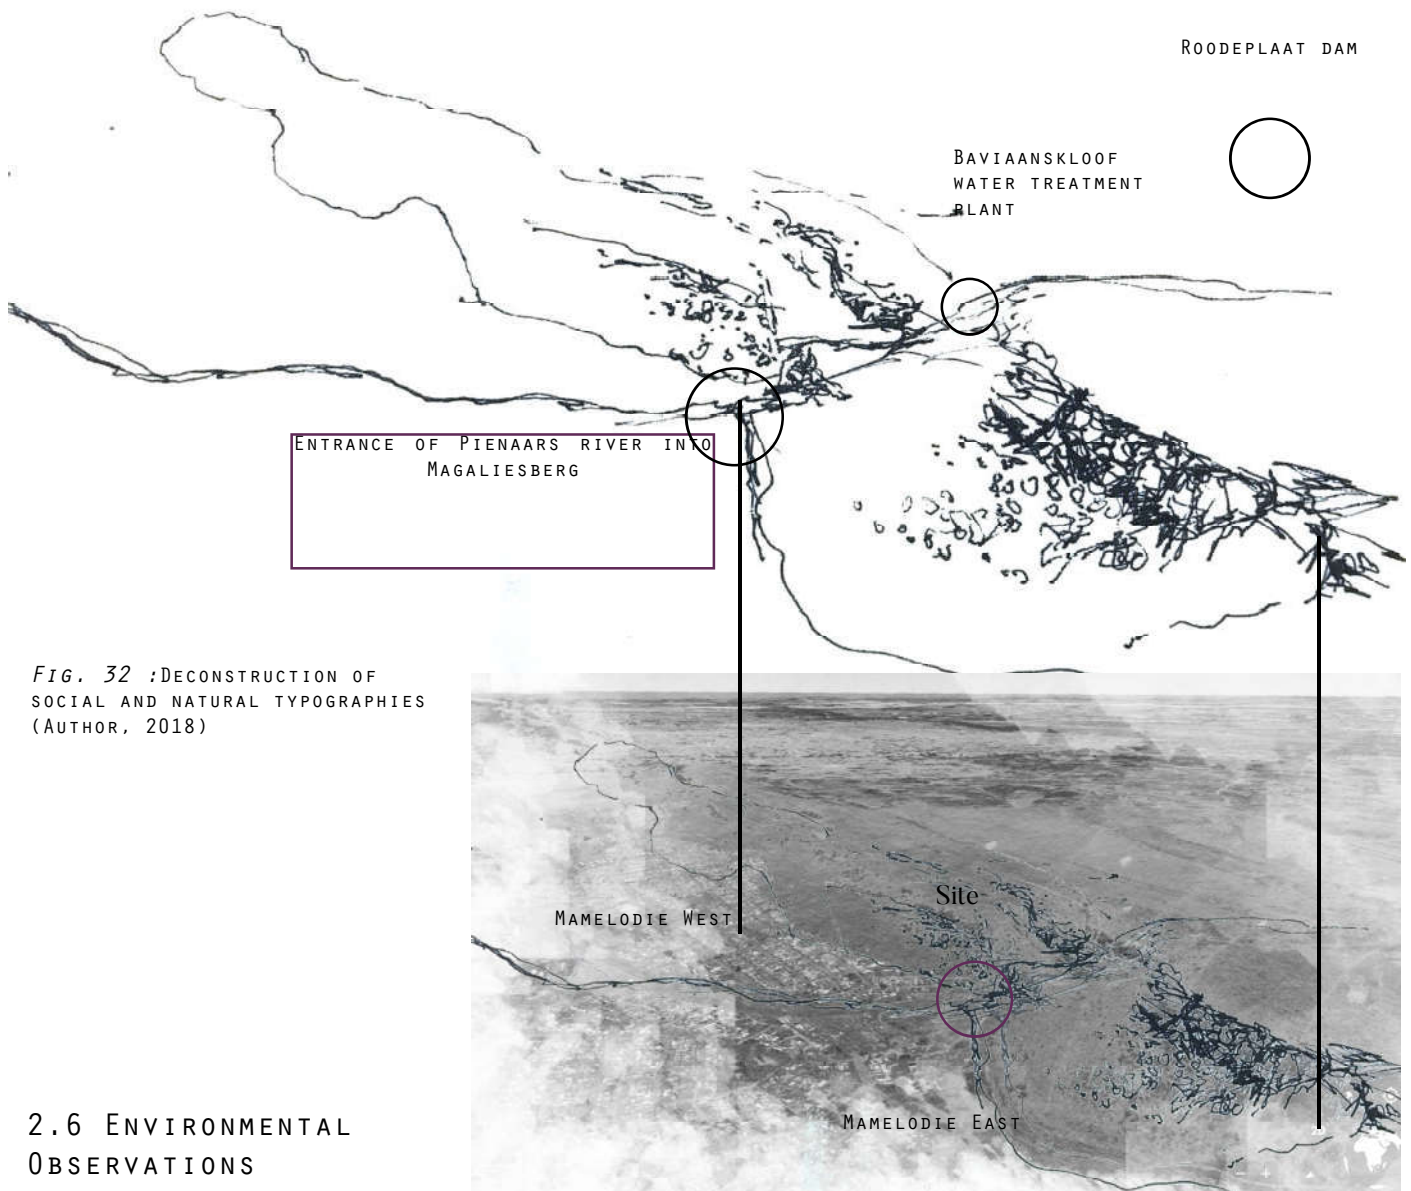 Roodeplaat dam
Baviaanskloof
water treatment
plant
Entrance of Pienaars river into
Magaliesberg
Fig. 32 :Deconstruction of
social and natural typographies
(Author, 2018)
Site
Mamelodie West
Mamelodie East
2.6 Environmental
Observations